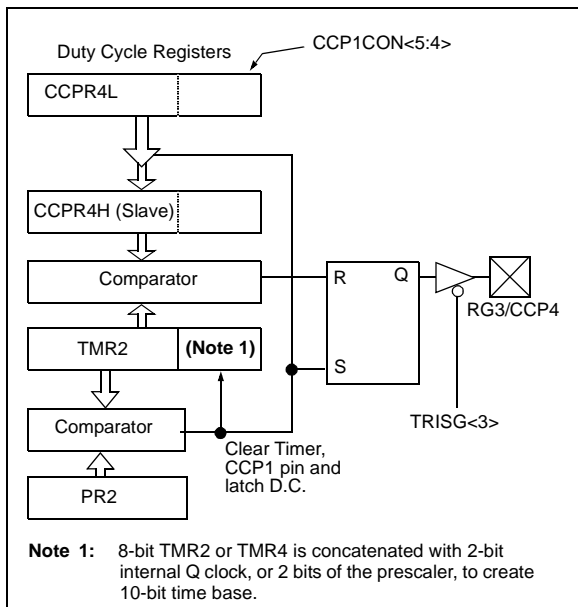 Duty Cycle Registers
CCP1CON<5:4>
CCPR4L
CCPR4H (Slave)
Comparator
R
Q
RG3/CCP4
TMR2
(Note 1)
S
TRISG<3>
Comparator
Clear Timer,
CCP1 pin and
latch D.C.
PR2
Note 1: 8-bit TMR2 or TMR4 is concatenated with 2-bit
internal Q clock, or 2 bits of the prescaler, to create
10-bit time base.